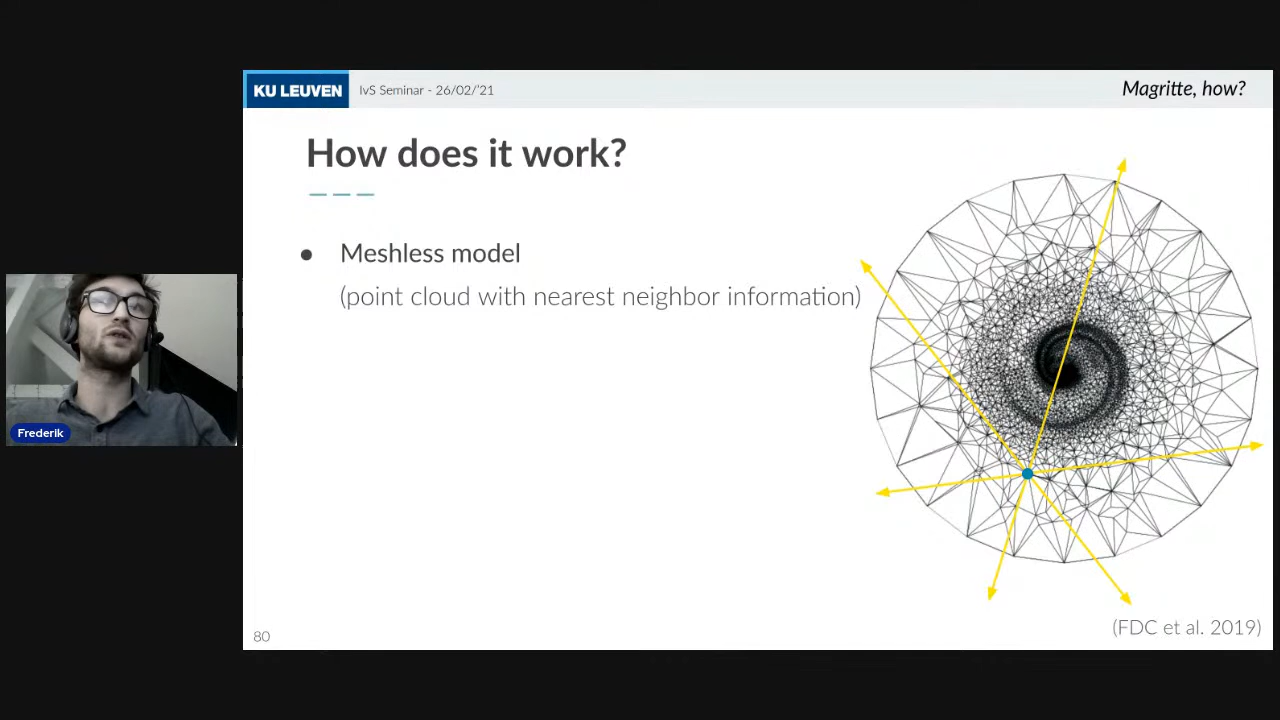 KU LEUVEN IvS Seminar - 26/02/'21 Magritte, how?
How does it work?
● Meshless model
(point cloud with nearest neighbor information)
Frederik
(FDC et al. 2019)
80